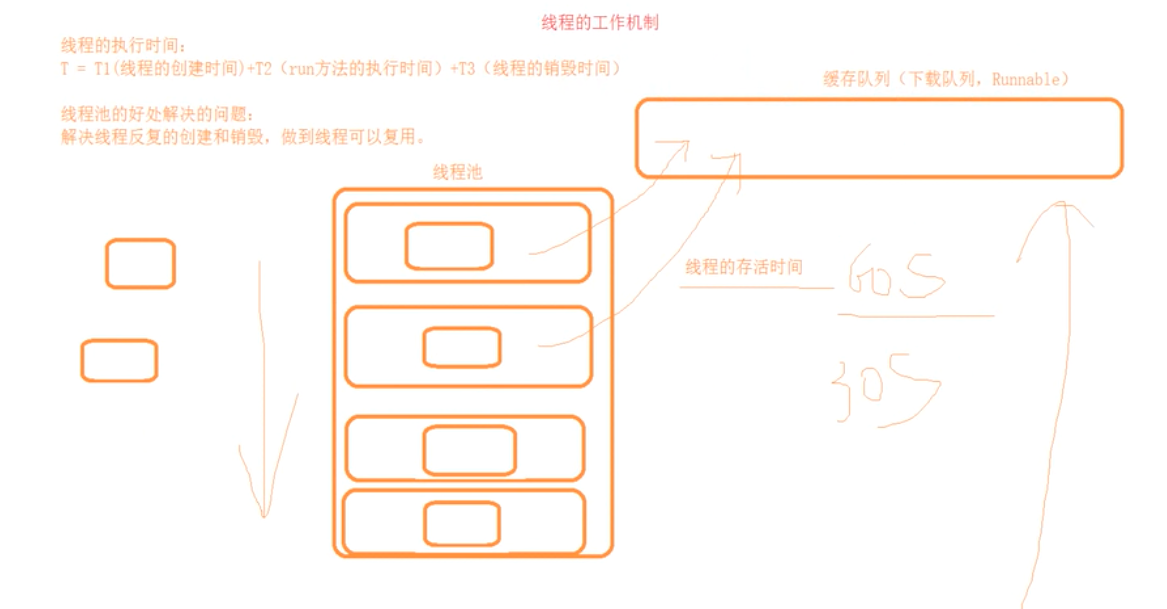 线程的工作机制
线程的执行时间：
T = T1(线程的创建时间)+T2（run方法的执行时间）+T3（线程的销毁时间）
缓存队列（下载队列，Runnable）
线程池的好处解决的问题：
解决线程反复的创建和销毁，做到线程可以复用。
线程池
线程的存活时间
60S
30S